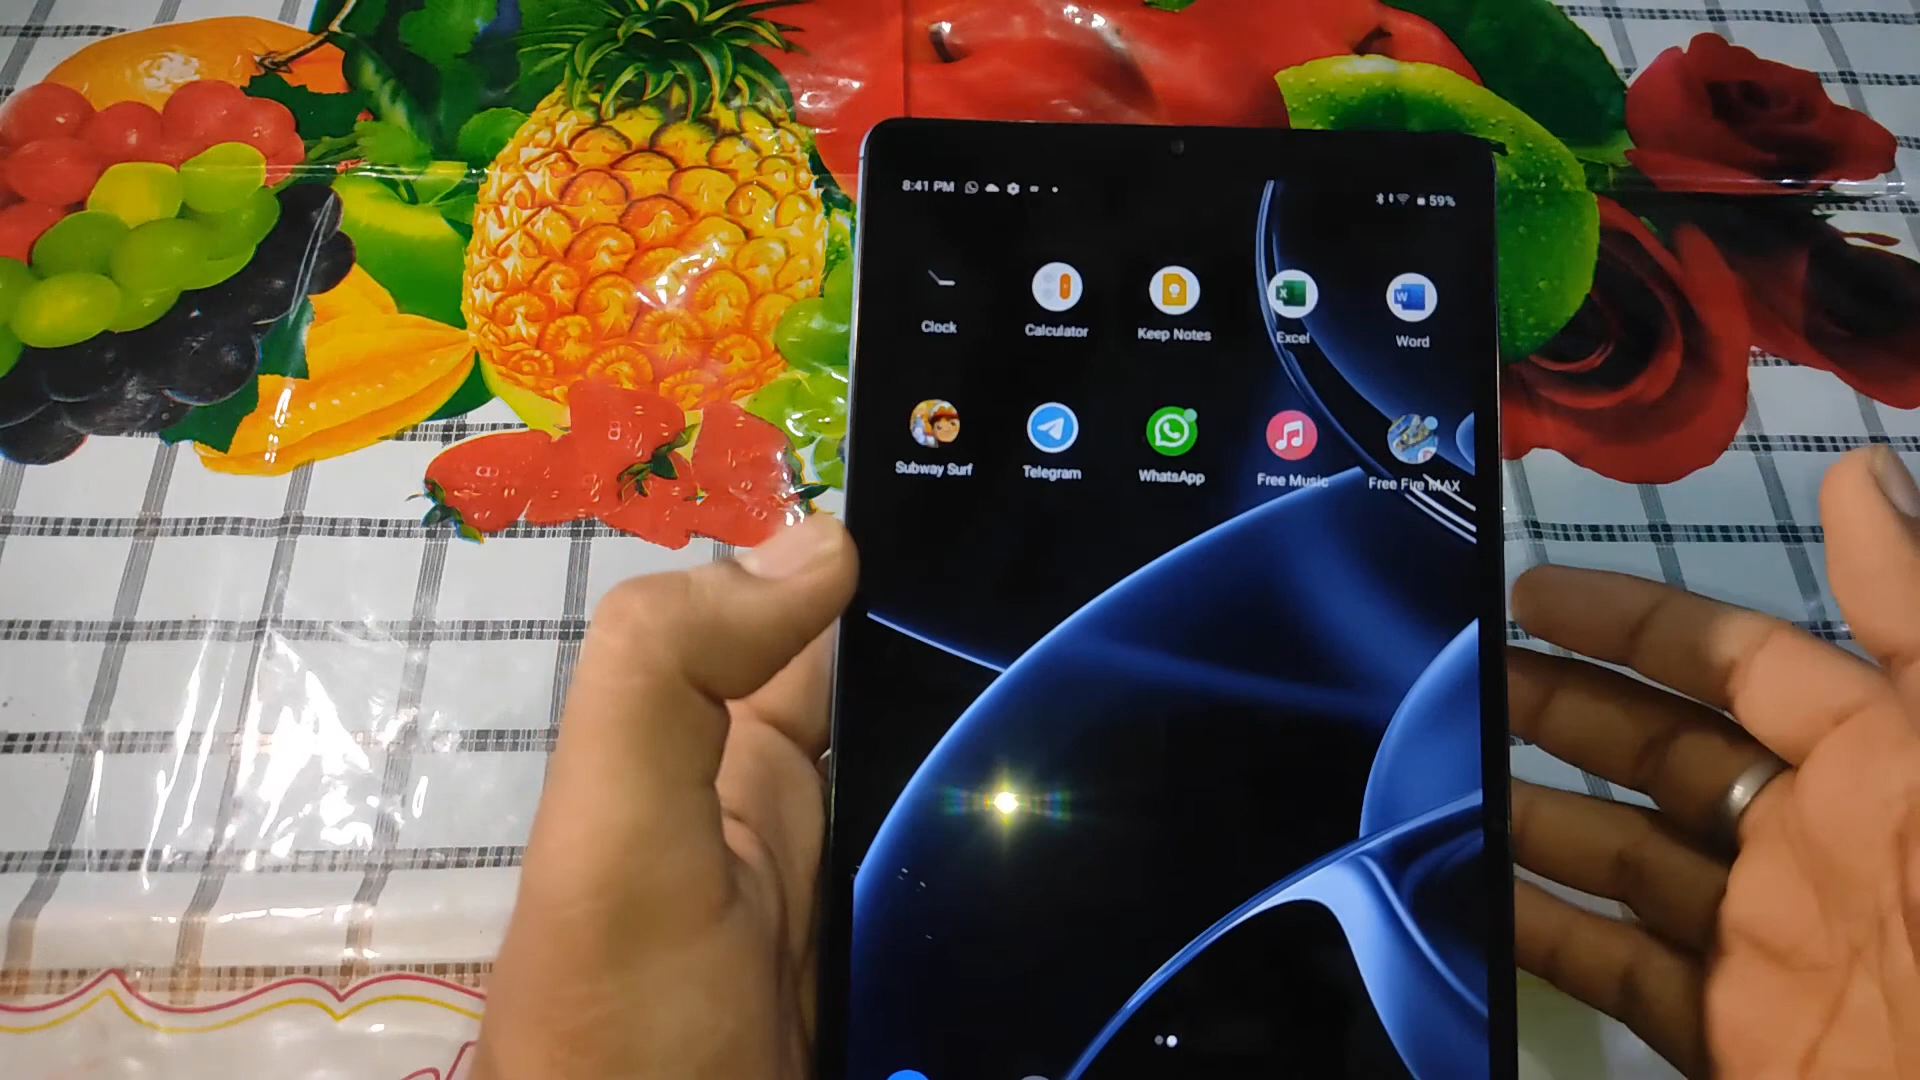 8:41 PM
59%
Clock
Calculator
Keep Notes
Excel
Word
Subway Surf
Telegram
WhatsApp
Free Music
Free Fire MAX